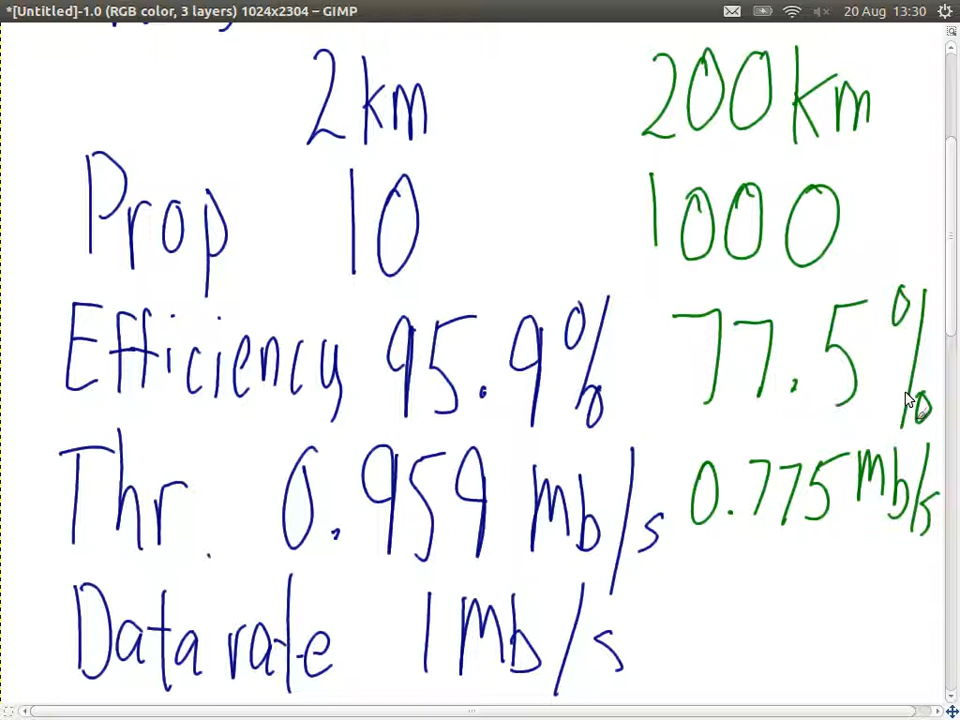 *[Untitled]-1.0 (RGB color, 3 layers) 1024x2304 – GIMP 20 Aug 13:30
2km 200km
Prop 10 1000
Efficiency 95.9% 77.5%
Thr. 0.959 mb/s 0.775 mb/s
Data rate 1 Mb/s